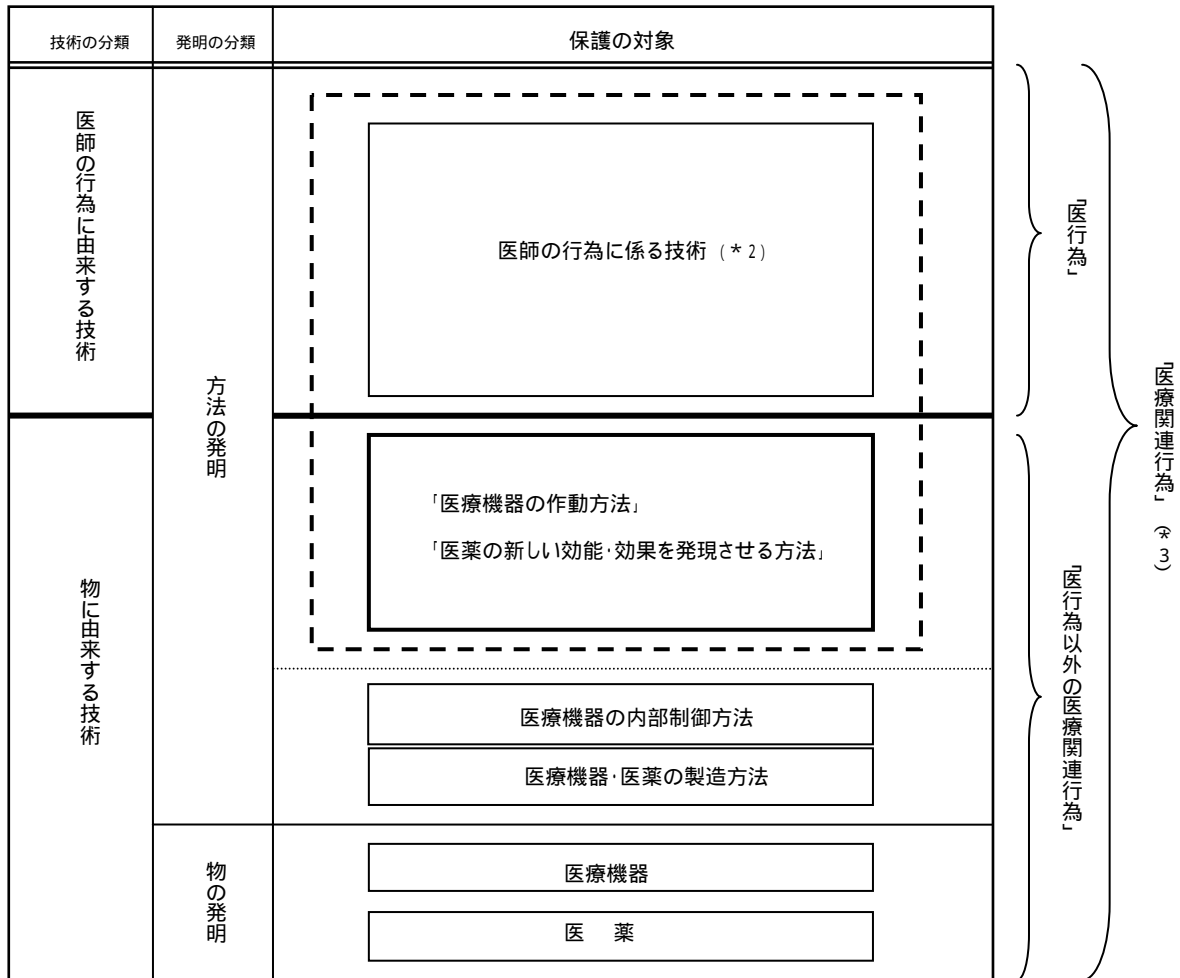 技術の分類
発明の分類
保護の対象
医師の行為に由来する技術
方法の発明
医師の行為に係る技術 (*2)
「医行為」
「医療関連行為」 (*3)
物に由来する技術
「医療機器の作動方法」
「医薬の新しい効能・効果を発現させる方法」
「医行為以外の医療関連行為」
医療機器の内部制御方法
医療機器・医薬の製造方法
物の発明
医療機器
医 薬